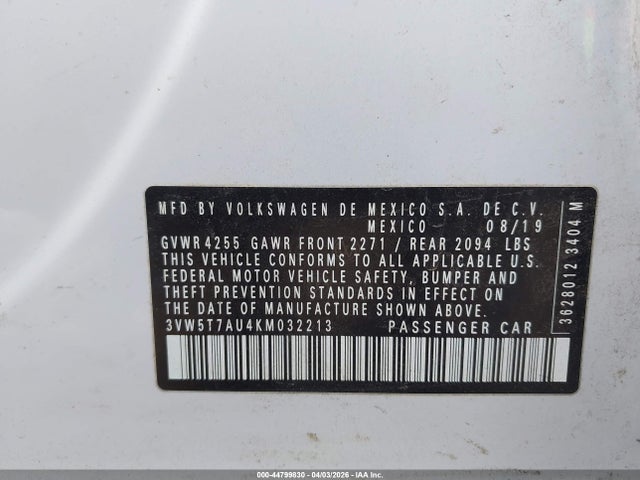 MFD BY VOLKSWAGEN DE MEXICO S.A. DE C.V.
MEXICO 08/19
GVWR 4255 GAWR FRONT 2271 / REAR 2094 LBS
THIS VEHICLE CONFORMS TO ALL APPLICABLE U.S.
FEDERAL MOTOR VEHICLE SAFETY, BUMPER AND
THEFT PREVENTION STANDARDS IN EFFECT ON
THE DATE OF MANUFACTURE SHOWN ABOVE.
3VW5T7AU4KM032213 PASSENGER CAR
3628012 3404 M
000-44799830 - 04/03/2026 - IAA Inc.